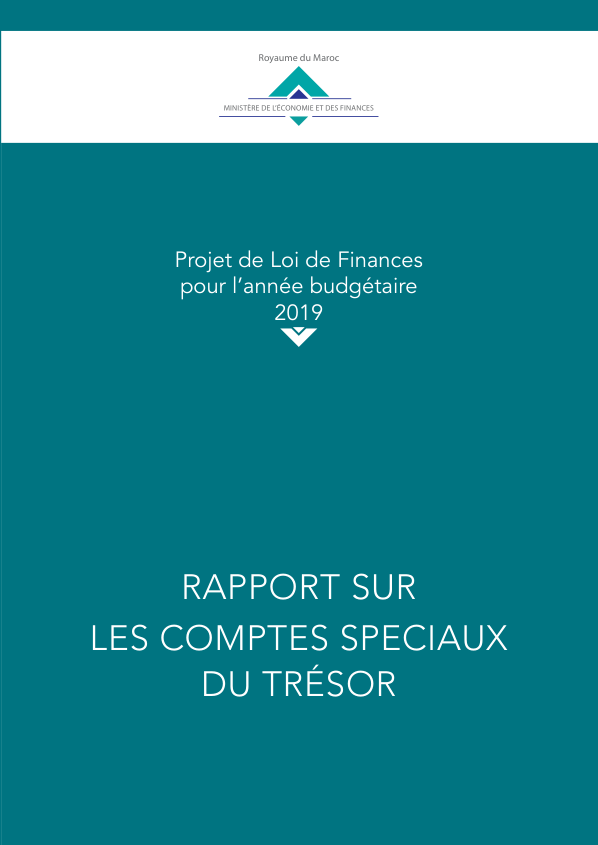 Royaume du Maroc
MINISTÈRE DE L'ÉCONOMIE ET DES FINANCES
Projet de Loi de Finances
pour l'année budgétaire
2019
RAPPORT SUR
LES COMPTES SPECIAUX
DU TRÉSOR